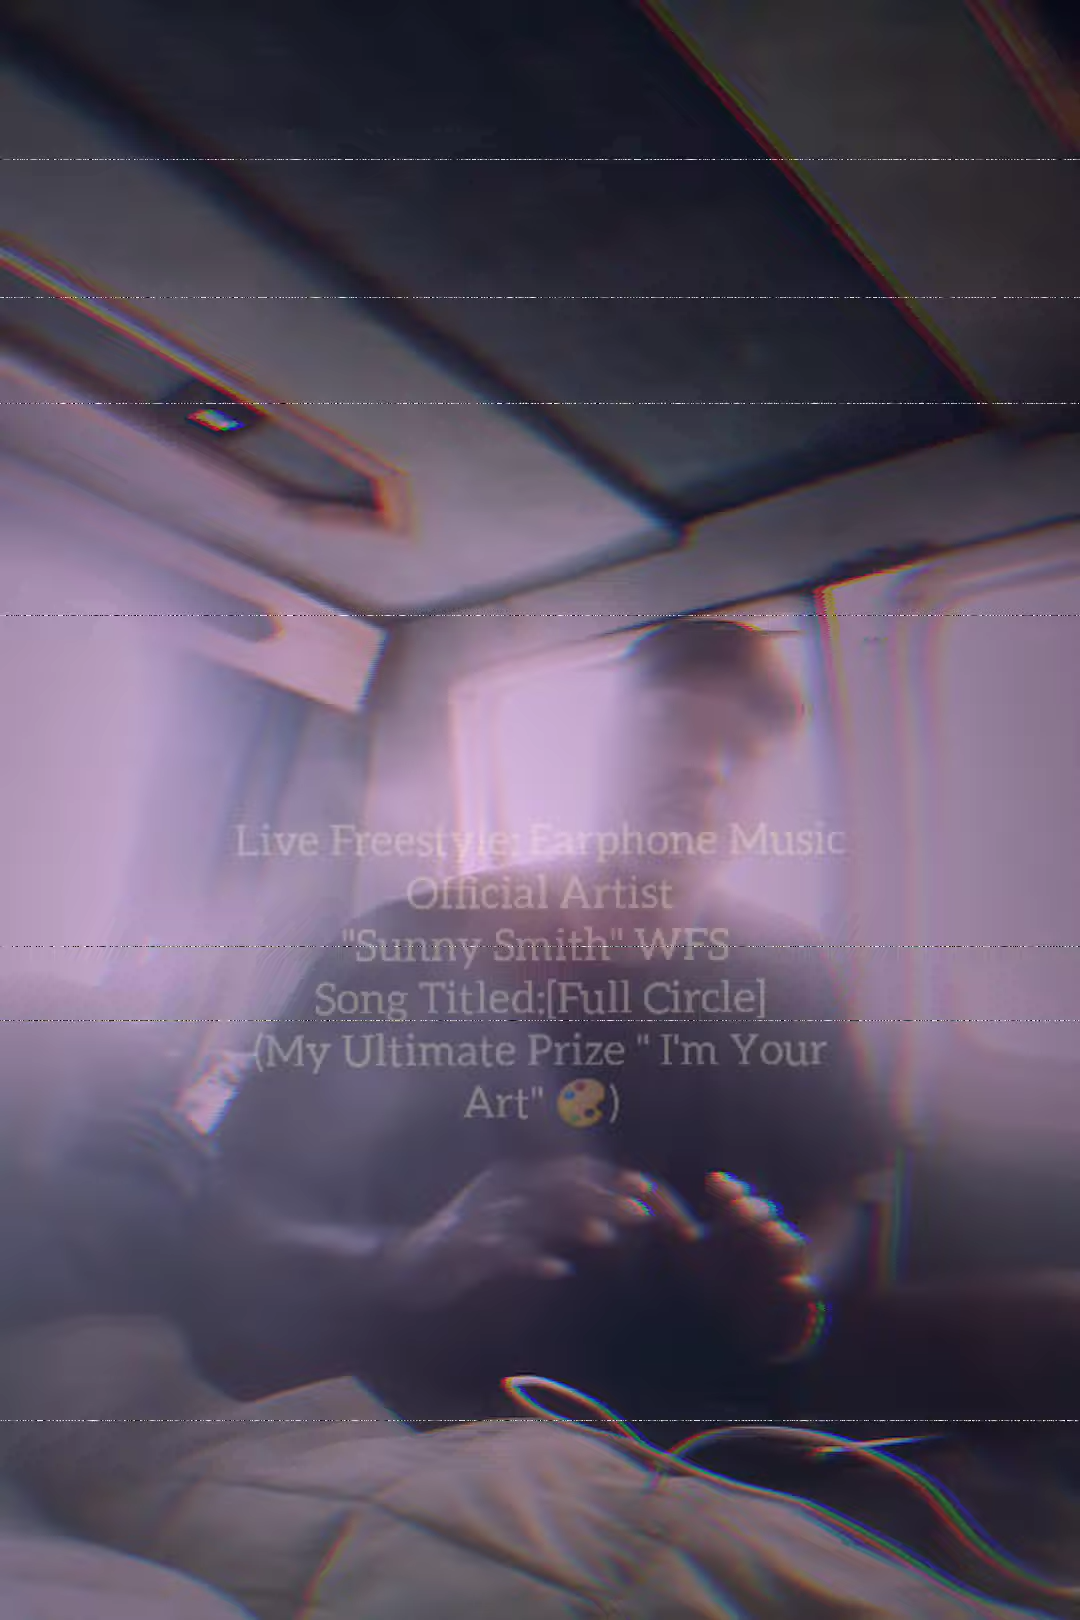 Live Freestyle: Earphone Music
Official Artist
"Sunny Smith" WFS
Song Titled:[Full Circle]
(My Ultimate Prize " I'm Your
Art" 🎨)